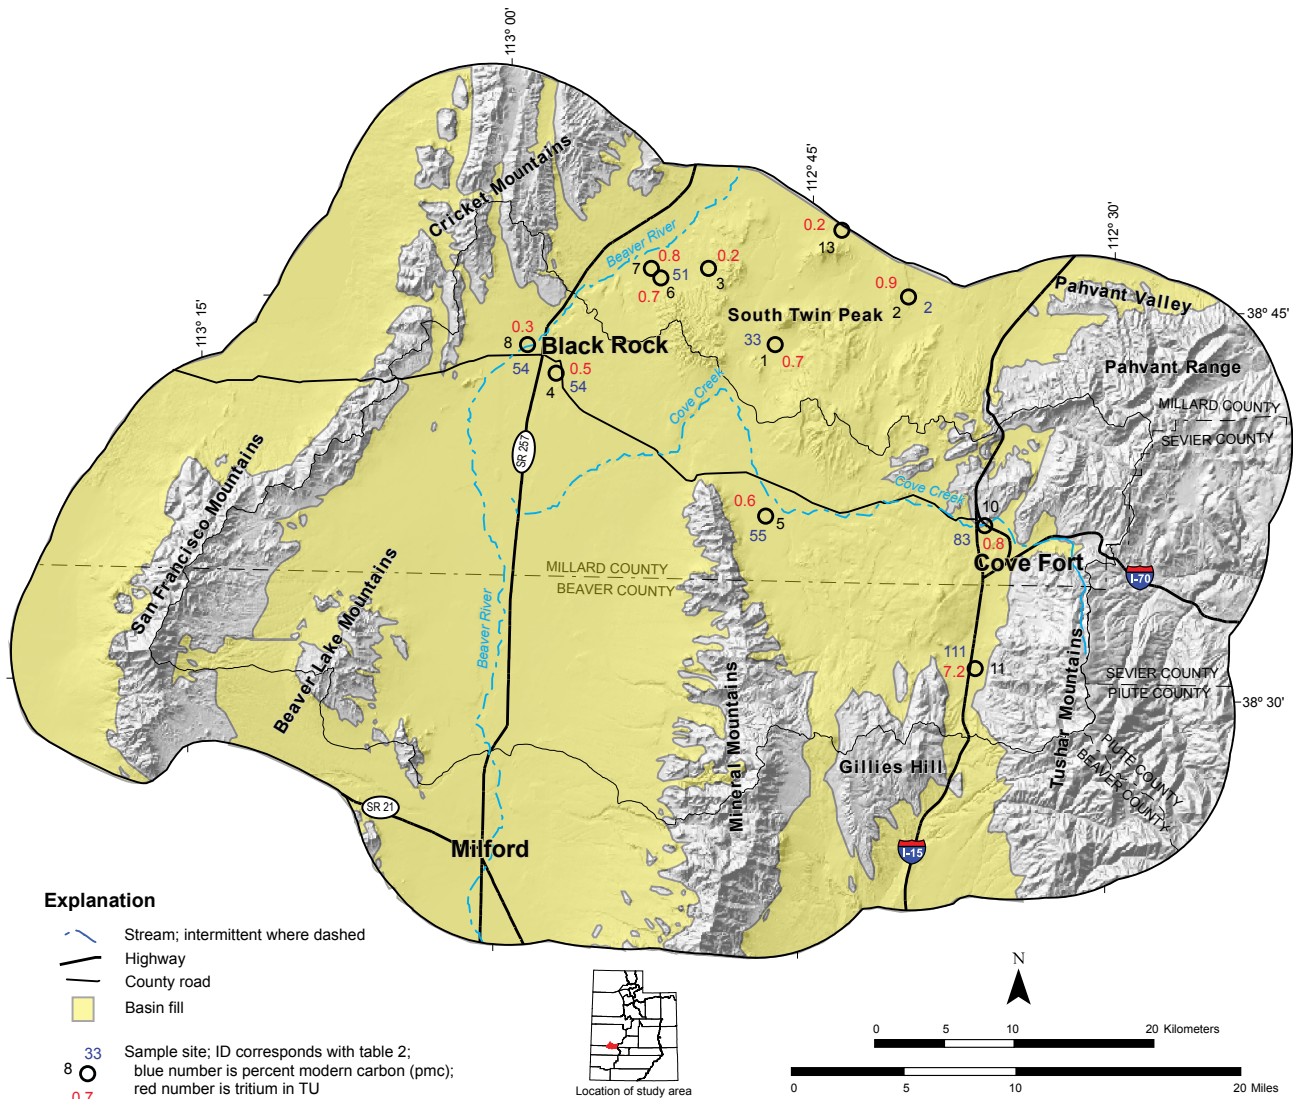 113° 00'
112° 45'
112° 30'
113° 15'
38° 45'
38° 30'
Cricket Mountains
Beaver River
0.2
13
7
0.8
51
6
0.7
0.2
3
0.9
2
2
South Twin Peak
33
1
0.7
Pahvant Valley
Pahvant Range
MILLARD COUNTY
SEVIER COUNTY
0.3
8
54
Black Rock
0.5
4
54
SR 257
Cove Creek
Cove Creek
San Francisco Mountains
Beaver Lake Mountains
0.6
5
55
10
83
0.8
Cove Fort
I-70
MILLARD COUNTY
BEAVER COUNTY
Beaver River
111
7.2
11
SEVIER COUNTY
PIUTE COUNTY
Tushar Mountains
PIUTE COUNTY
BEAVER COUNTY
Mineral Mountains
Gillies Hill
SR 21
Milford
I-15
Explanation
Stream; intermittent where dashed
Highway
County road
Basin fill
33
8
0.7
Sample site; ID corresponds with table 2;
blue number is percent modern carbon (pmc);
red number is tritium in TU
Location of study area
N
0 5 10 20 Kilometers
0 5 10 20 Miles